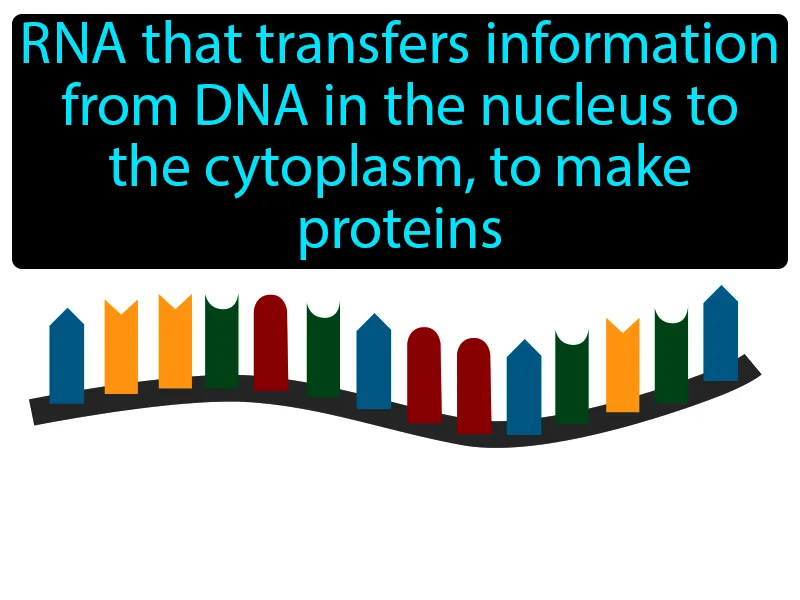 RNA that transfers information
from DNA in the nucleus to
the cytoplasm, to make
proteins